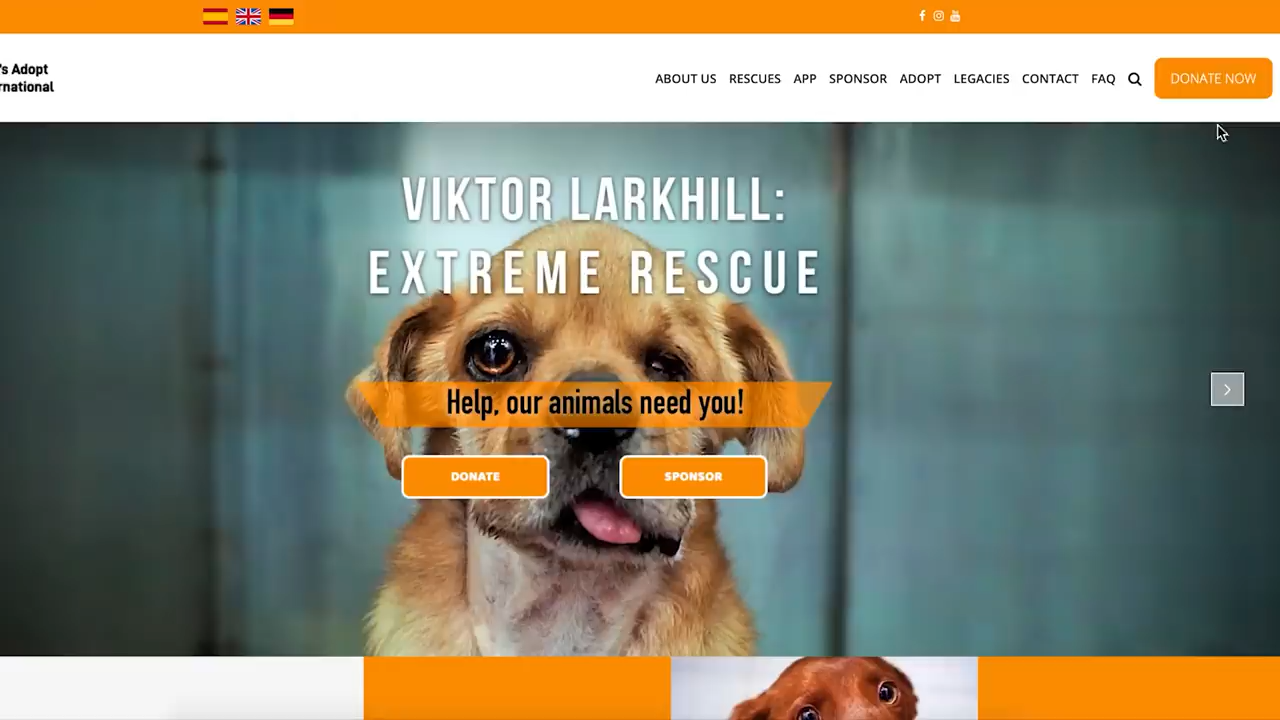 's Adopt
rnational
ABOUT US RESCUES APP SPONSOR ADOPT LEGACIES CONTACT FAQ DONATE NOW
VIKTOR LARKHILL:
EXTREME RESCUE
Help, our animals need you!
DONATE SPONSOR